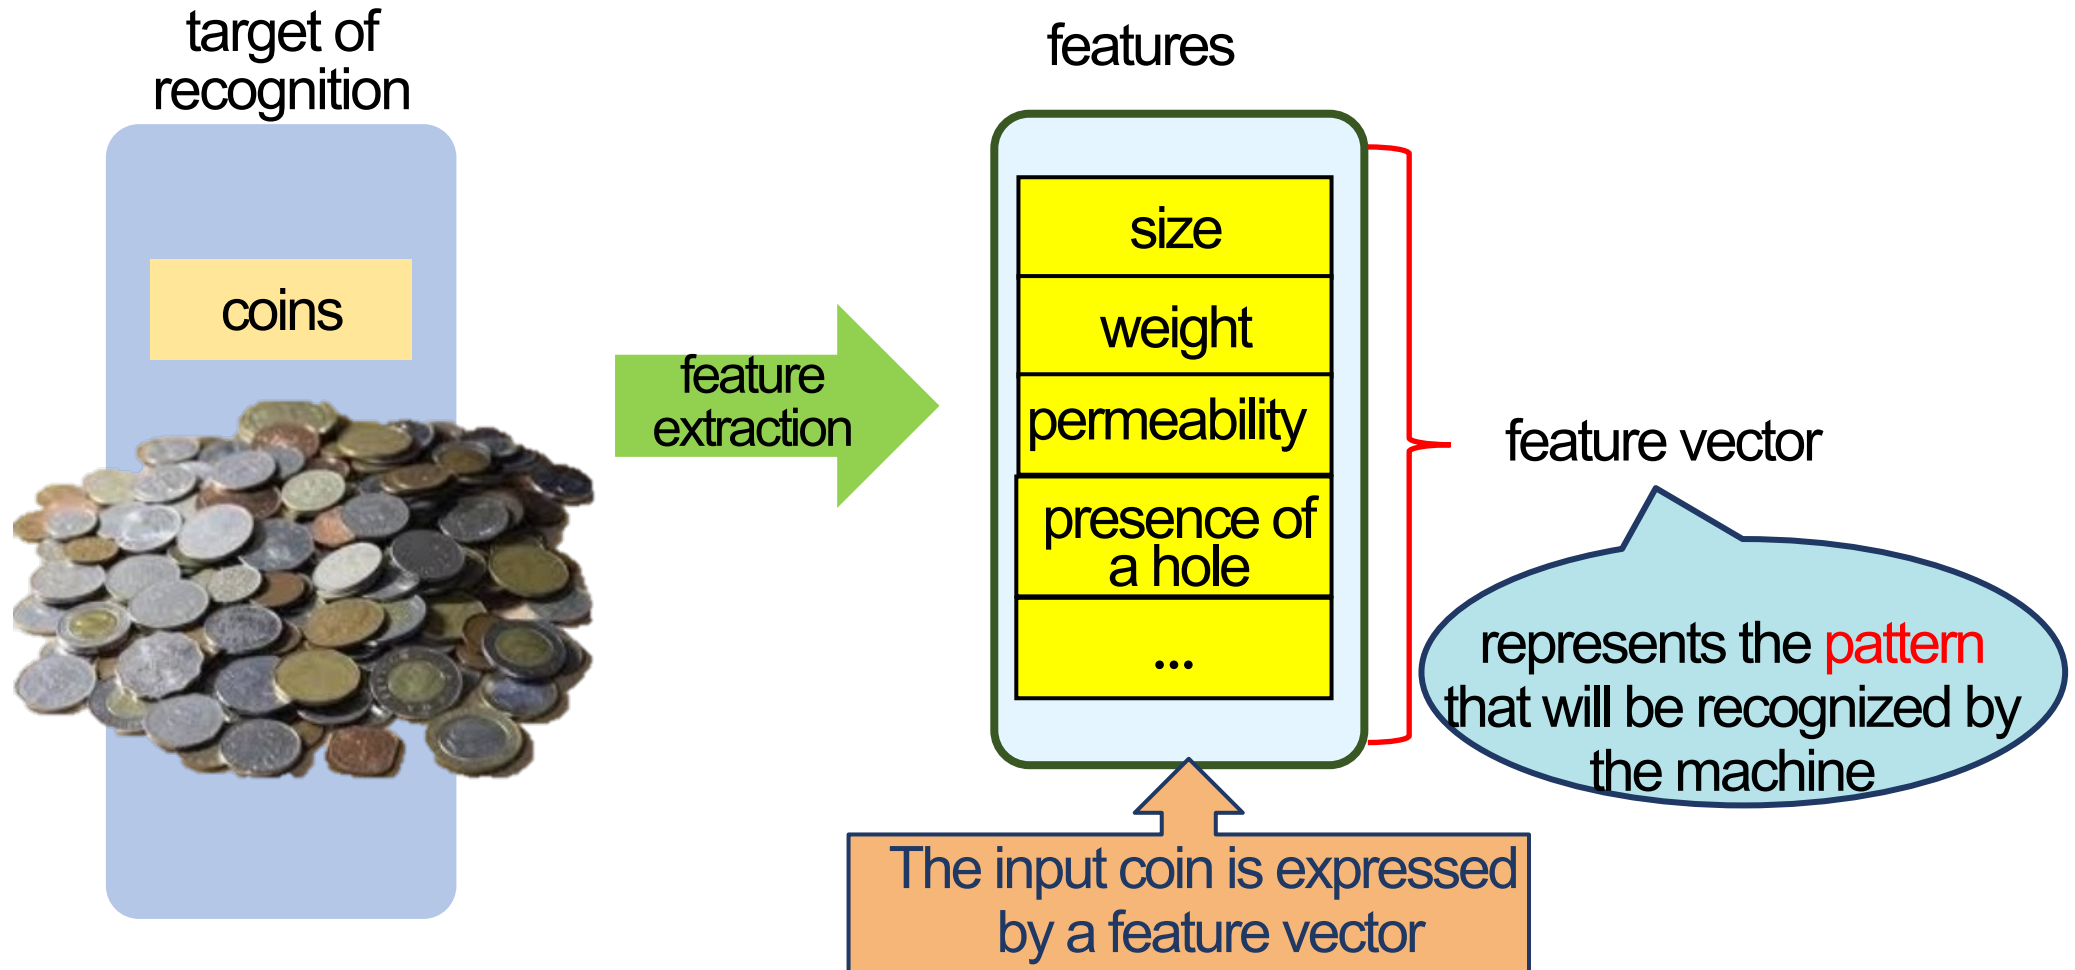 target of
recognition
coins
feature
extraction
features
size
weight
permeability
presence of
a hole
...
feature vector
represents the pattern
that will be recognized by
the machine
The input coin is expressed
by a feature vector